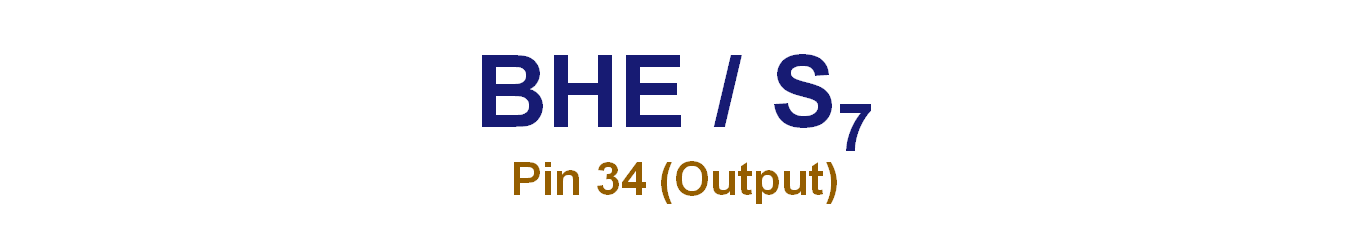 BHE / S₇
Pin 34 (Output)